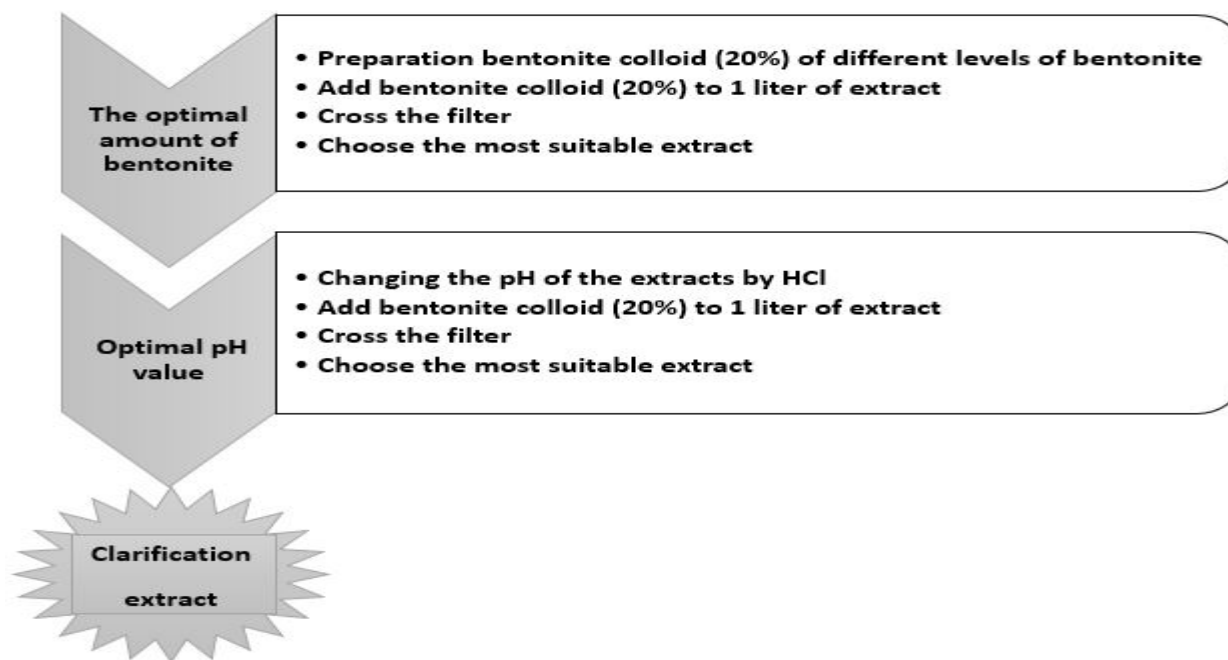 The optimal
amount of
bentonite
• Preparation bentonite colloid (20%) of different levels of bentonite
• Add bentonite colloid (20%) to 1 liter of extract
• Cross the filter
• Choose the most suitable extract
Optimal pH
value
• Changing the pH of the extracts by HCl
• Add bentonite colloid (20%) to 1 liter of extract
• Cross the filter
• Choose the most suitable extract
Clarification
extract